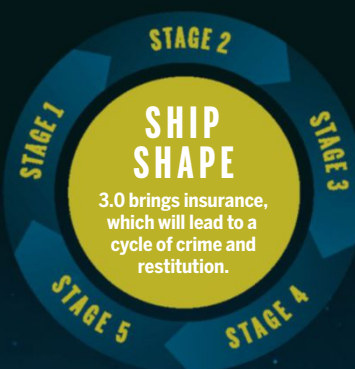 STAGE 1
STAGE 2
STAGE 3
STAGE 4
STAGE 5
SHIP
SHAPE
3.0 brings insurance,
which will lead to a
cycle of crime and
restitution.